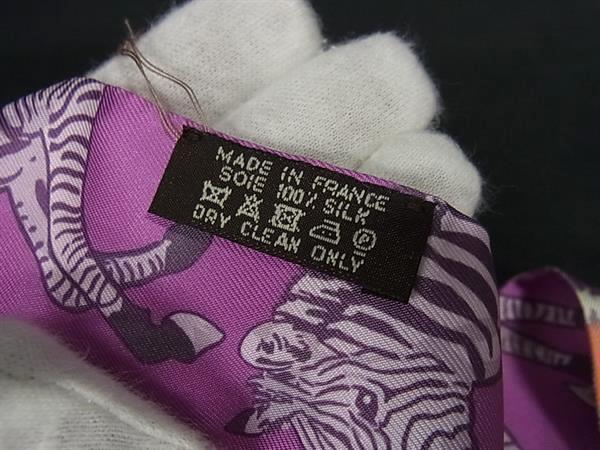 MADE IN FRANCE
SOIE 100% SILK
P
DRY CLEAN ONLY